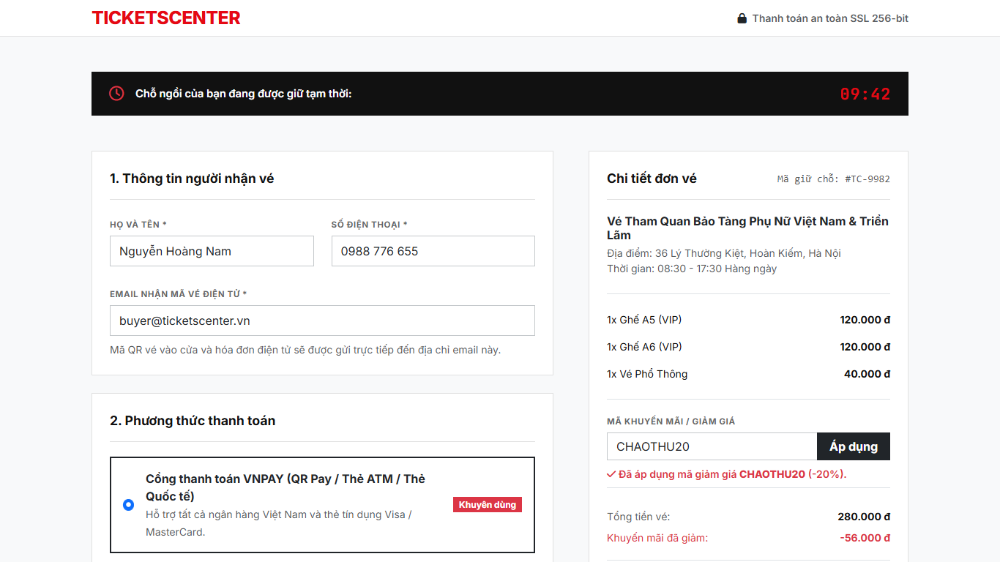 TICKETSCENTER
Thanh toán an toàn SSL 256-bit
Chỗ ngồi của bạn đang được giữ tạm thời:
09:42
1. Thông tin người nhận vé
HỌ VÀ TÊN *
SỐ ĐIỆN THOẠI *
Nguyễn Hoàng Nam
0988 776 655
EMAIL NHẬN MÃ VÉ ĐIỆN TỬ *
buyer@ticketscenter.vn
Mã QR vé vào cửa và hóa đơn điện tử sẽ được gửi trực tiếp đến địa chỉ email này.
2. Phương thức thanh toán
Cổng thanh toán VNPAY (QR Pay / Thẻ ATM / Thẻ
Quốc tế)
Hỗ trợ tất cả ngân hàng Việt Nam và thẻ tín dụng Visa /
MasterCard.
Khuyên dùng
Chi tiết đơn vé
Mã giữ chỗ: #TC-9982
Vé Tham Quan Bảo Tàng Phụ Nữ Việt Nam & Triển
Lãm
Địa điểm: 36 Lý Thường Kiệt, Hoàn Kiếm, Hà Nội
Thời gian: 08:30 - 17:30 Hàng ngày
1x Ghế A5 (VIP)
120.000 đ
1x Ghế A6 (VIP)
120.000 đ
1x Vé Phổ Thông
40.000 đ
MÃ KHUYẾN MÃI / GIẢM GIÁ
CHAOTHU20
Áp dụng
Đã áp dụng mã giảm giá CHAOTHU20 (-20%).
Tổng tiền vé:
280.000 đ
Khuyến mãi đã giảm:
-56.000 đ